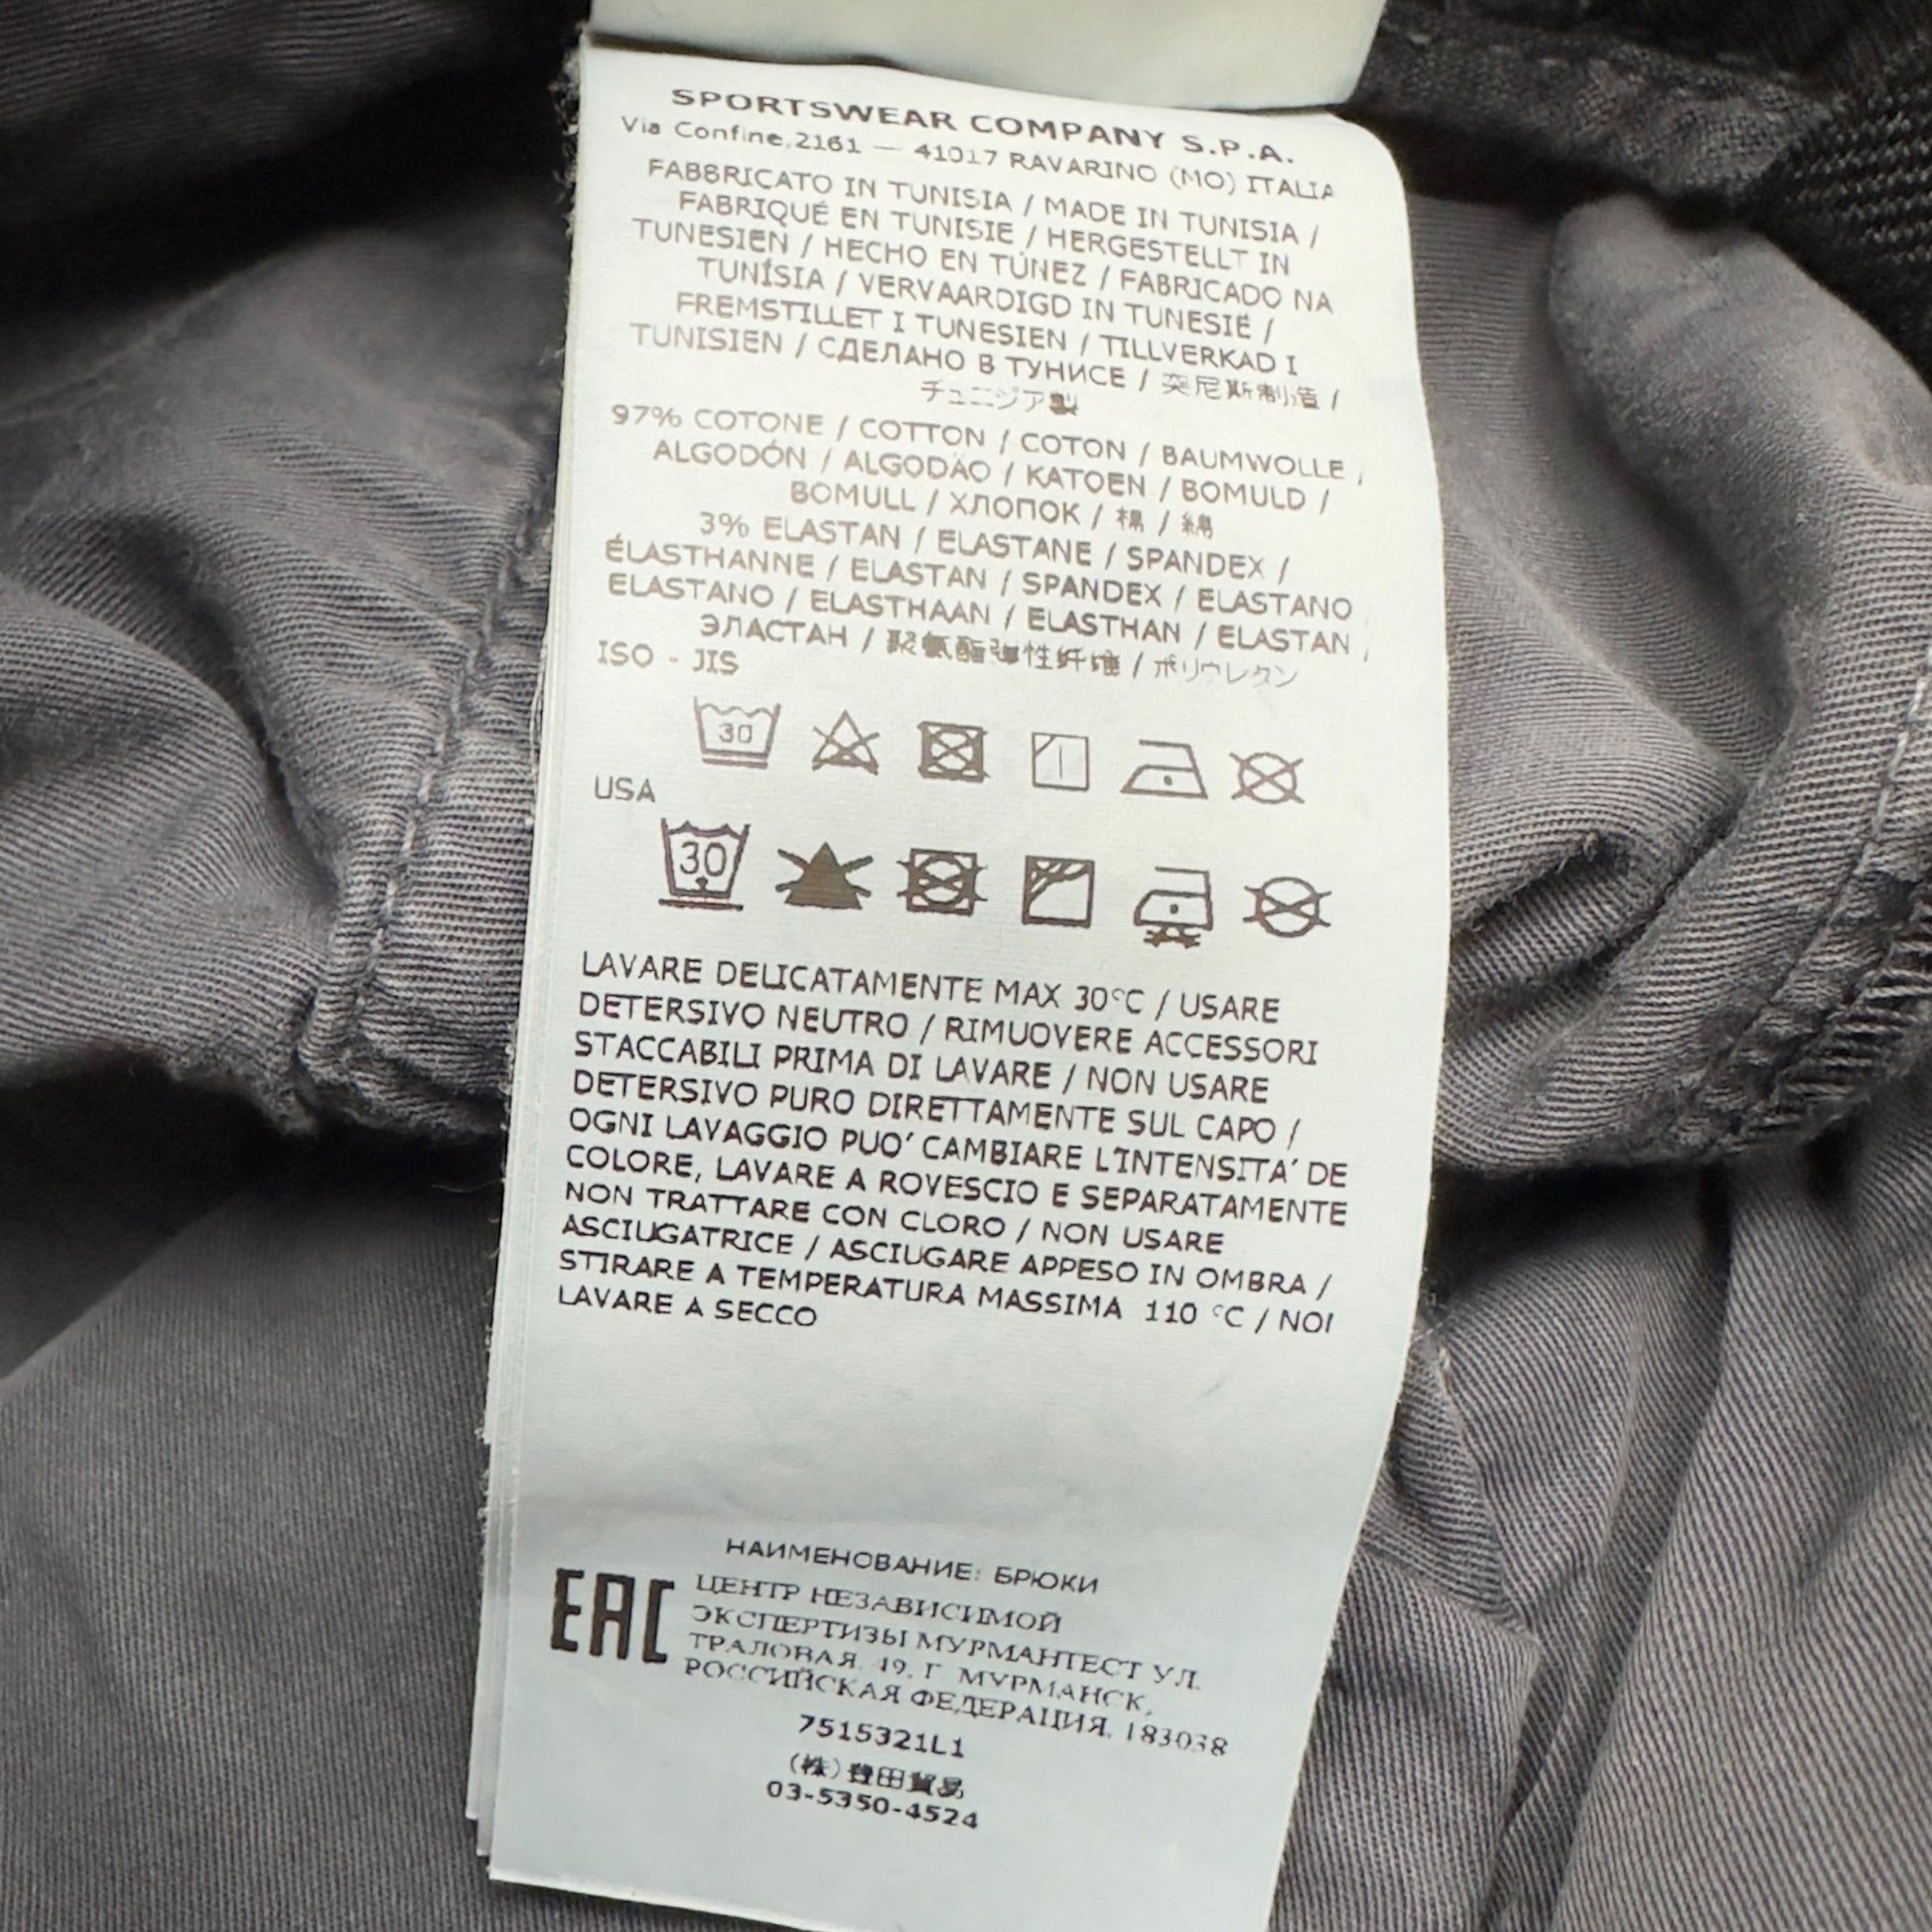 SPORTSWEAR COMPANY S.P.A.
Via Confine,2161 — 41017 RAVARINO (MO) ITALIA
FABBRICATO IN TUNISIA / MADE IN TUNISIA /
FABRIQUÉ EN TUNISIE / HERGESTELLT IN
TUNESIEN / HECHO EN TÚNEZ / FABRICADO NA
TUNÍSIA / VERVAARDIGD IN TUNESIË /
FREMSTILLET I TUNESIEN / TILLVERKAD I
TUNISIEN / СДЕЛАНО В ТУНИСЕ / 突尼斯制造 /
チュニジア製
97% COTONE / COTTON / COTON / BAUMWOLLE /
ALGODÓN / ALGODÃO / KATOEN / BOMULD /
BOMULL / ХЛОПОК / 棉 / 綿
3% ELASTAN / ELASTANE / SPANDEX /
ÉLASTHANNE / ELASTAN / SPANDEX / ELASTANO
ELASTANO / ELASTHAAN / ELASTHAN / ELASTAN /
ЭЛАСТАН / 聚氨酯弹性纤维 / ポリウレタン
ISO - JIS
30
USA
30
LAVARE DELICATAMENTE MAX 30°C / USARE
DETERSIVO NEUTRO / RIMUOVERE ACCESSORI
STACCABILI PRIMA DI LAVARE / NON USARE
DETERSIVO PURO DIRETTAMENTE SUL CAPO /
OGNI LAVAGGIO PUO' CAMBIARE L'INTENSITA' DE
COLORE, LAVARE A ROVESCIO E SEPARATAMENTE
NON TRATTARE CON CLORO / NON USARE
ASCIUGATRICE / ASCIUGARE APPESO IN OMBRA /
STIRARE A TEMPERATURA MASSIMA 110 °C / NO
LAVARE A SECCO
НАИМЕНОВАНИЕ: БРЮКИ
EAC
ЦЕНТР НЕЗАВИСИМОЙ
ЭКСПЕРТИЗЫ МУРМАНТЕСТ УЛ.
ТРАЛОВАЯ, 49, Г. МУРМАНСК,
РОССИЙСКАЯ ФЕДЕРАЦИЯ, 183038
7515321L1
(株)豊田貿易
03-5350-4524